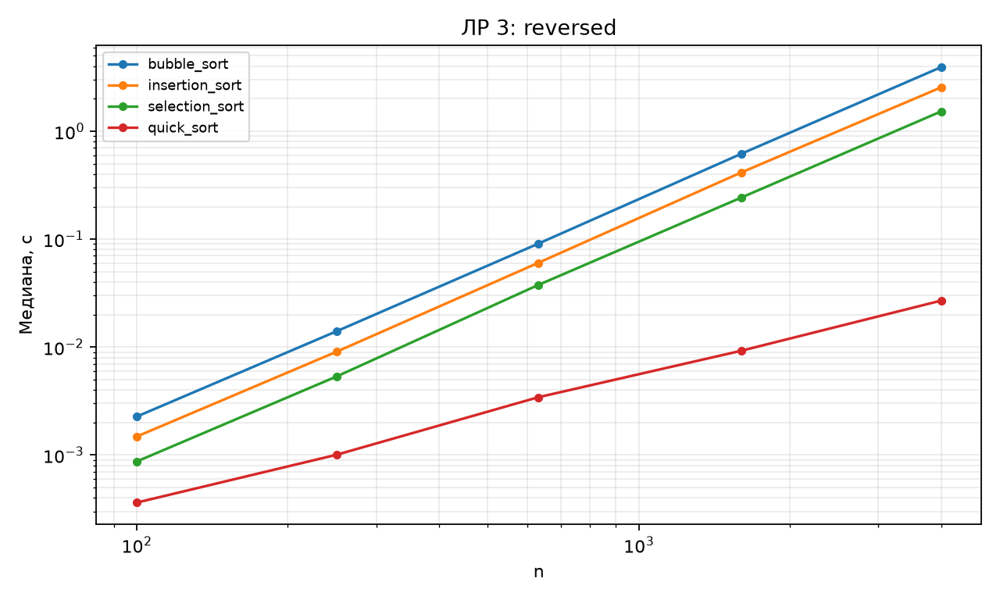 ЛР 3: reversed
bubble_sort
insertion_sort
selection_sort
quick_sort
Медиана, с
10⁰
10⁻¹
10⁻²
10⁻³
10²
10³
n